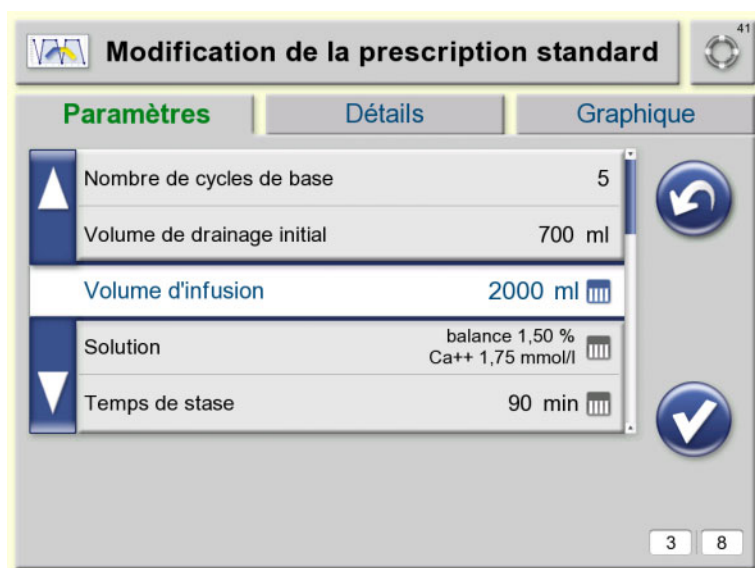 Modification de la prescription standard
41
Paramètres Détails Graphique
Nombre de cycles de base 5
Volume de drainage initial 700 ml
Volume d'infusion 2000 ml
Solution balance 1,50 %
Ca++ 1,75 mmol/l
Temps de stase 90 min
3 8